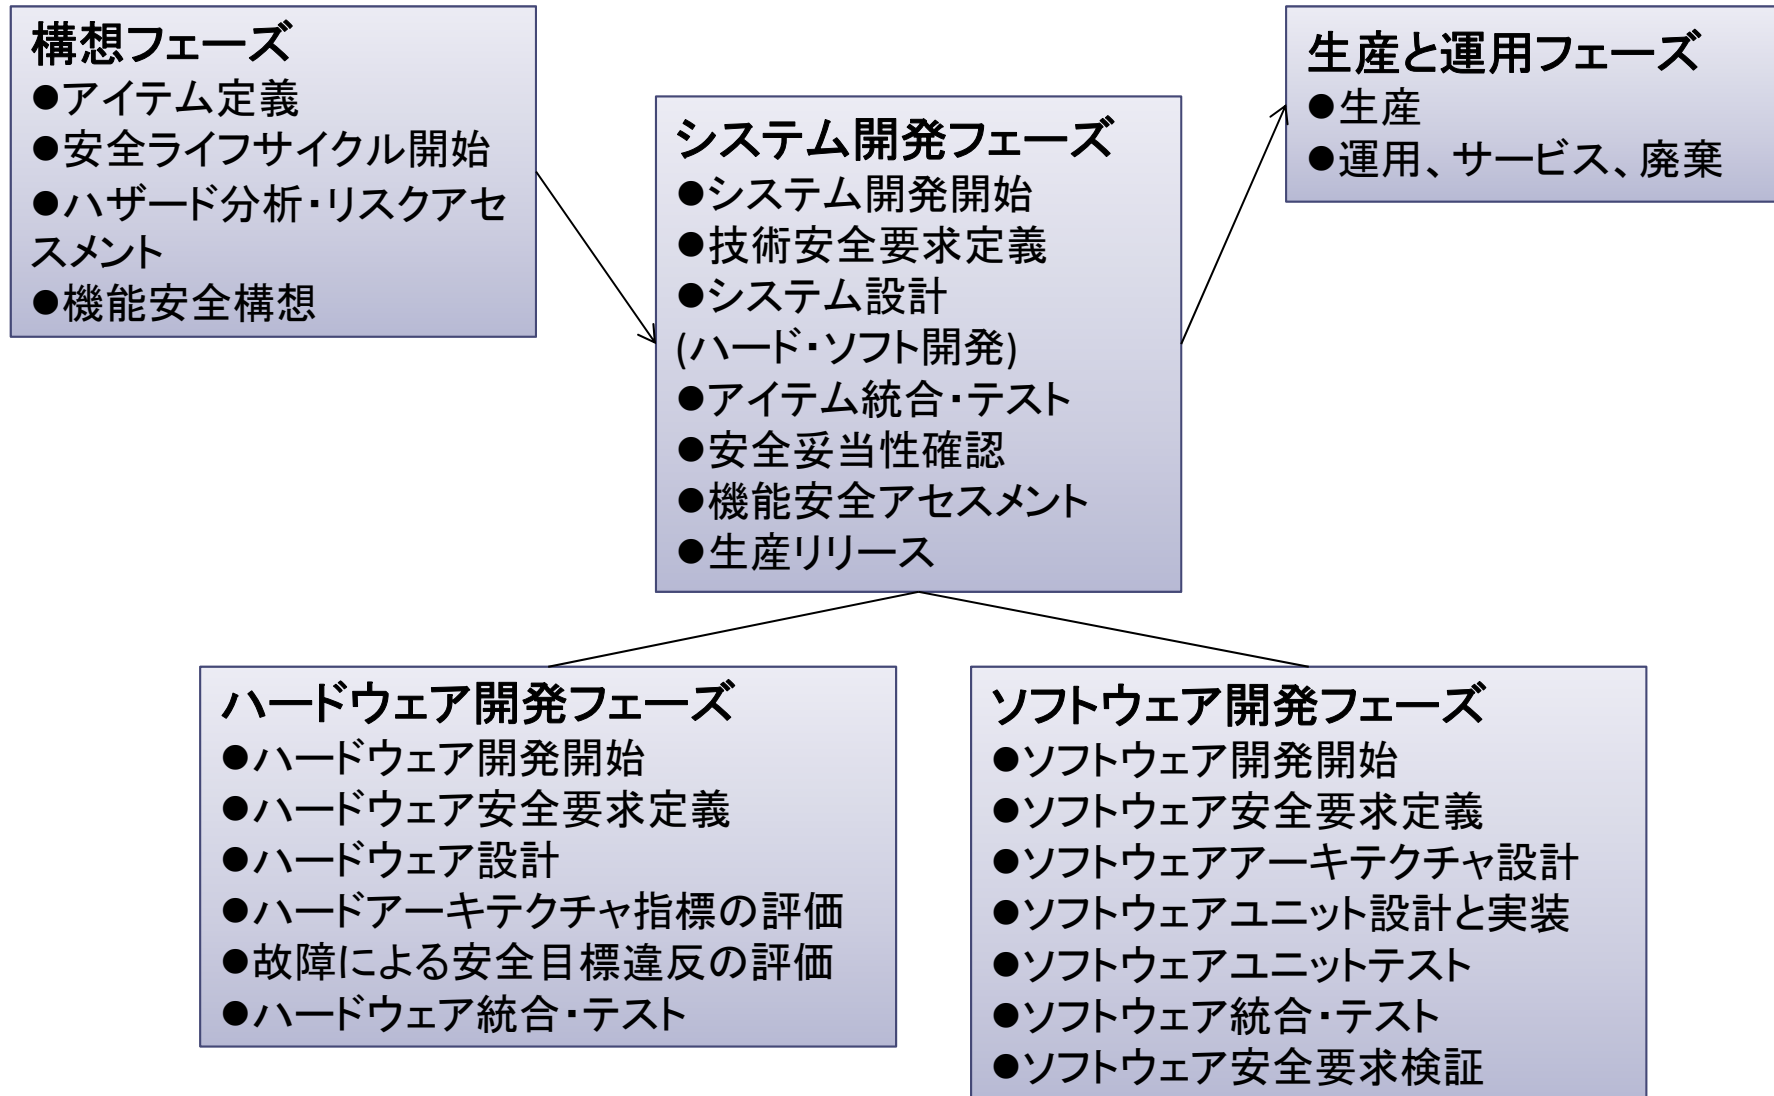 構想フェーズ
●アイテム定義
●安全ライフサイクル開始
●ハザード分析・リスクアセ
スメント
●機能安全構想
システム開発フェーズ
●システム開発開始
●技術安全要求定義
●システム設計
(ハード・ソフト開発)
●アイテム統合・テスト
●安全妥当性確認
●機能安全アセスメント
●生産リリース
生産と運用フェーズ
●生産
●運用、サービス、廃棄
ハードウェア開発フェーズ
●ハードウェア開発開始
●ハードウェア安全要求定義
●ハードウェア設計
●ハードアーキテクチャ指標の評価
●故障による安全目標違反の評価
●ハードウェア統合・テスト
ソフトウェア開発フェーズ
●ソフトウェア開発開始
●ソフトウェア安全要求定義
●ソフトウェアアーキテクチャ設計
●ソフトウェアユニット設計と実装
●ソフトウェアユニットテスト
●ソフトウェア統合・テスト
●ソフトウェア安全要求検証